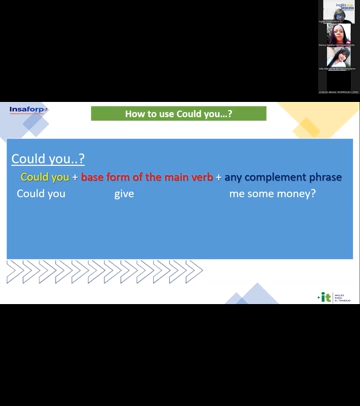 Insaforp
How to use Could you...?
Could you..?
Could you + base form of the main verb + any complement phrase
Could you give me some money?
it